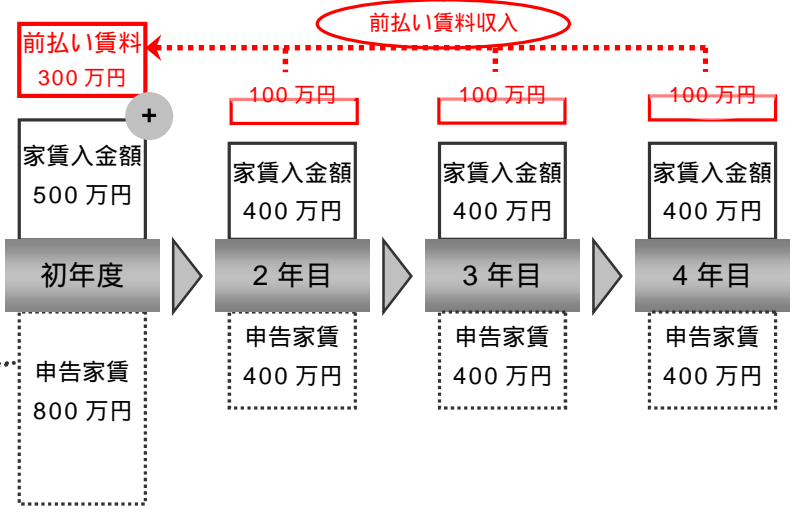 前払い賃料収入
前払い賃料
300 万円
100 万円
100 万円
100 万円
+
家賃入金額
500 万円
家賃入金額
400 万円
家賃入金額
400 万円
家賃入金額
400 万円
初年度
2 年目
3 年目
4 年目
申告家賃
800 万円
申告家賃
400 万円
申告家賃
400 万円
申告家賃
400 万円